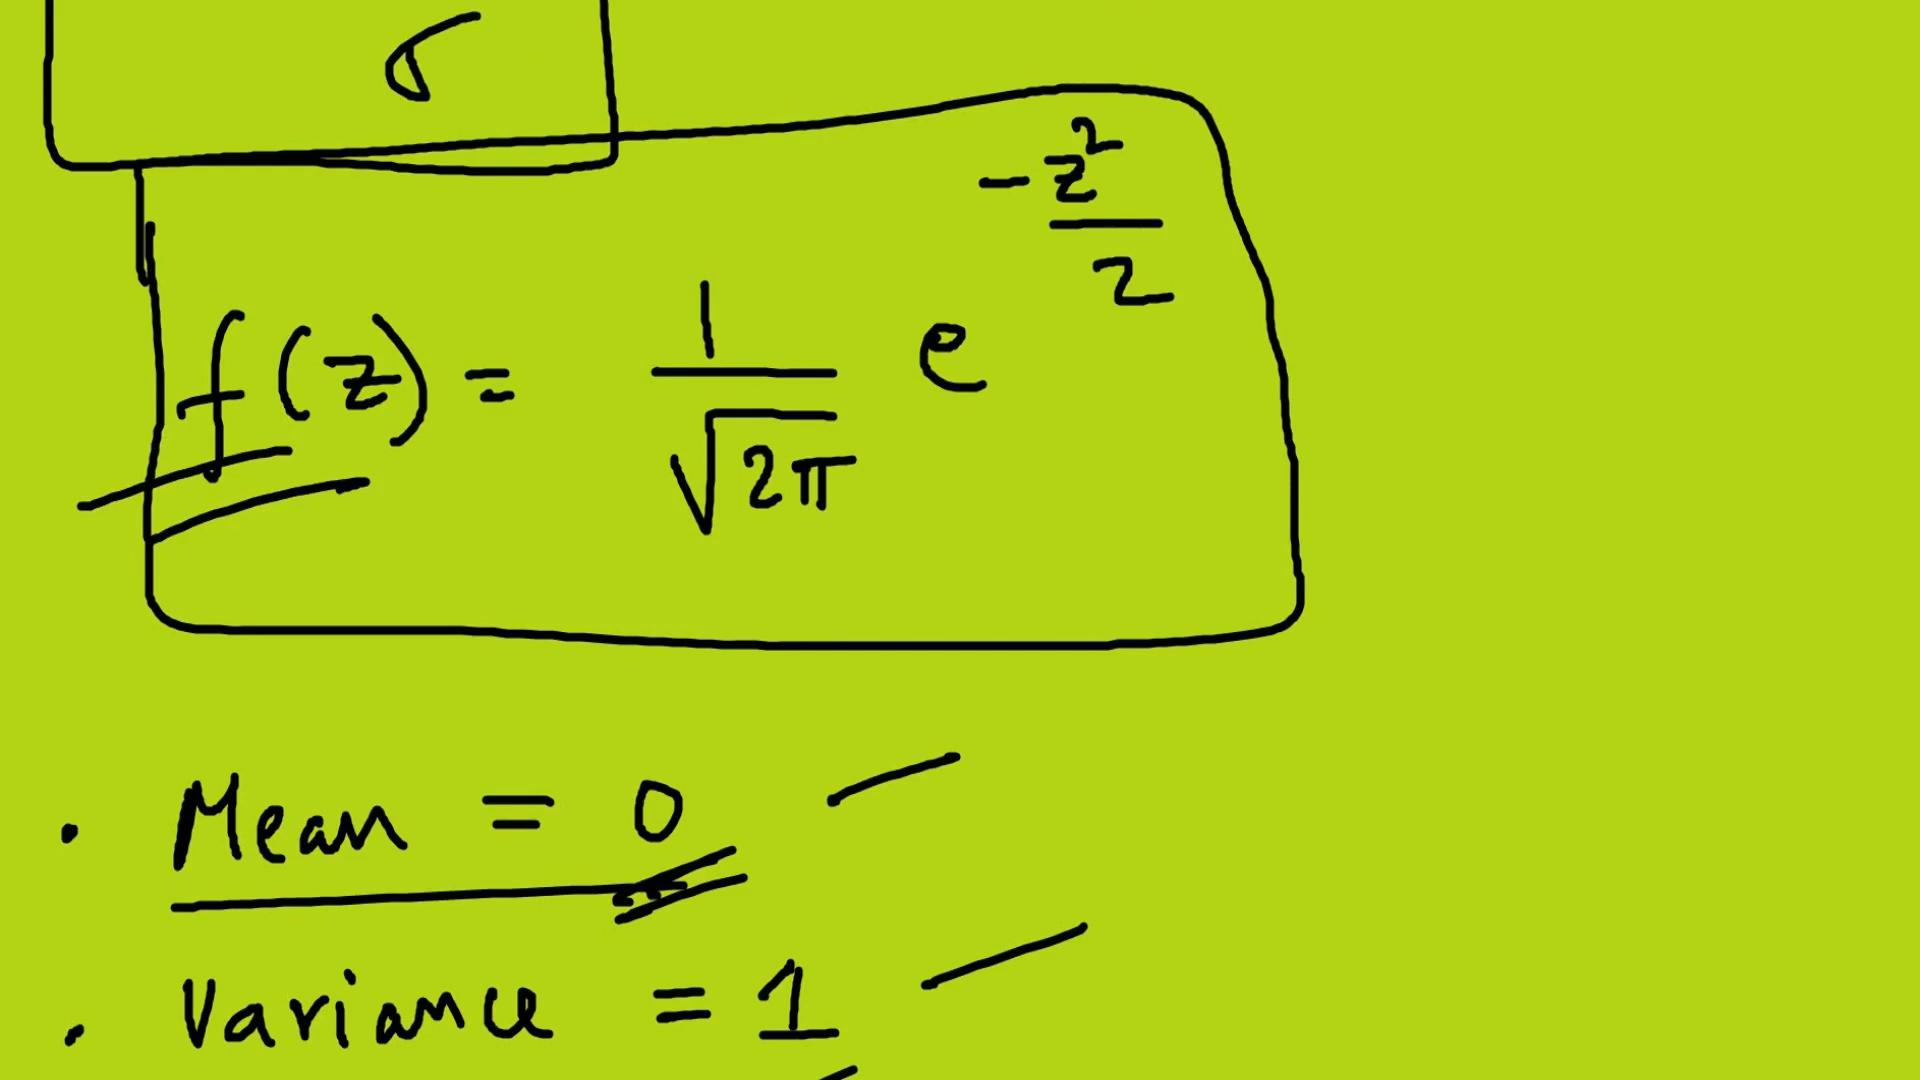 σ
f(z) = 1/√2π e^(-z²/2)
• Mean = 0
• Variance = 1